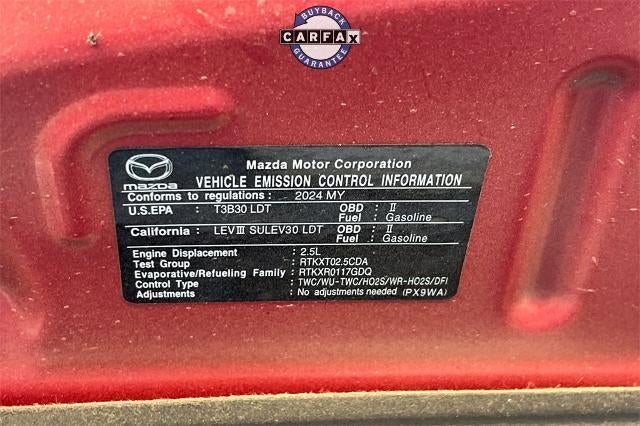 BUYBACK
CARFAX
GUARANTEE
Mazda Motor Corporation
mazda VEHICLE EMISSION CONTROL INFORMATION
Conforms to regulations: 2024 MY
U.S.EPA : T3B30 LDT OBD : II
Fuel : Gasoline
California : LEVIII SULEV30 LDT OBD : II
Fuel : Gasoline
Engine Displacement : 2.5L
Test Group : RTKXT02.5CDA
Evaporative/Refueling Family : RTKXR0117GDQ
Control Type : TWC/WU-TWC/HO2S/WR-HO2S/DFI
Adjustments : No adjustments needed (PX9WA)